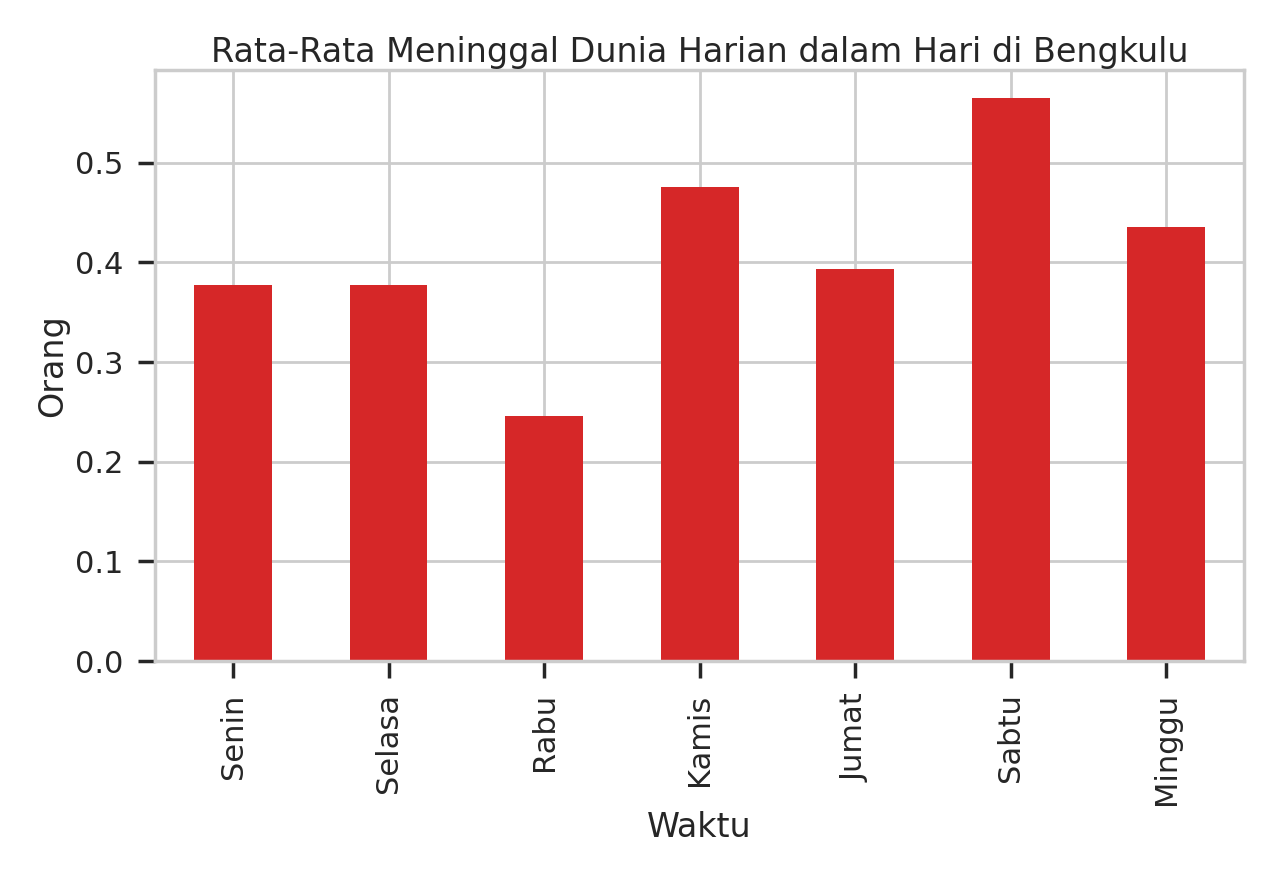 Rata-Rata Meninggal Dunia Harian dalam Hari di Bengkulu
Orang
0.5
0.4
0.3
0.2
0.1
0.0
Senin
Selasa
Rabu
Kamis
Jumat
Sabtu
Minggu
Waktu